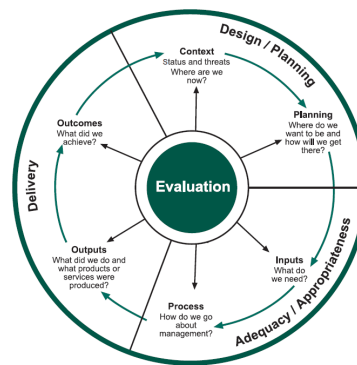 Design / Planning
Context
Status and threats
Where are we
now?
Planning
Where do we
want to be and
how will we get
there?
Outcomes
What did we
achieve?
Evaluation
Delivery
Outputs
What did we do and
what products or
services were
produced?
Inputs
What do
we need?
Process
How do we go
about
management?
Adequacy / Appropriateness